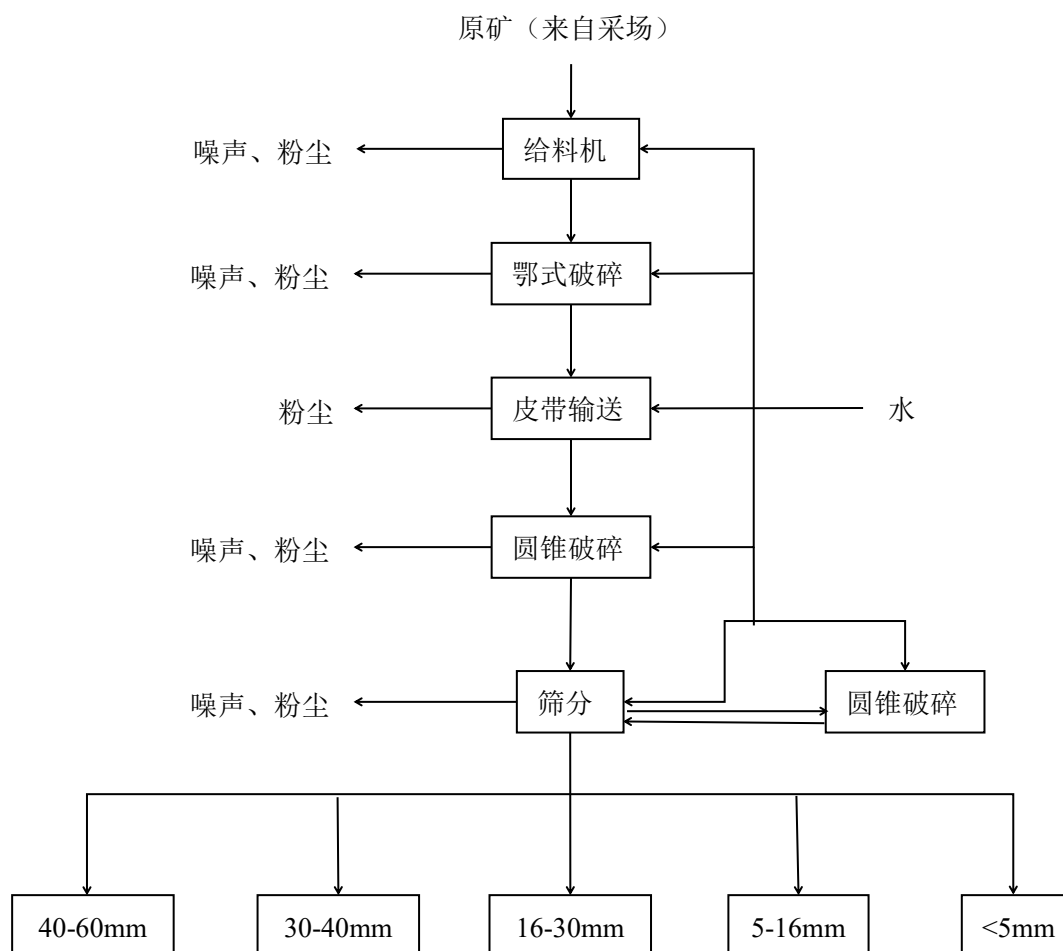 原矿（来自采场）
噪声、粉尘
给料机
噪声、粉尘
鄂式破碎
粉尘
皮带输送
水
噪声、粉尘
圆锥破碎
噪声、粉尘
筛分
圆锥破碎
40-60mm
30-40mm
16-30mm
5-16mm
<5mm